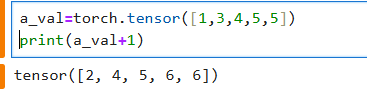 a_val=torch.tensor([1,3,4,5,5])
print(a_val+1)
tensor([2, 4, 5, 6, 6])